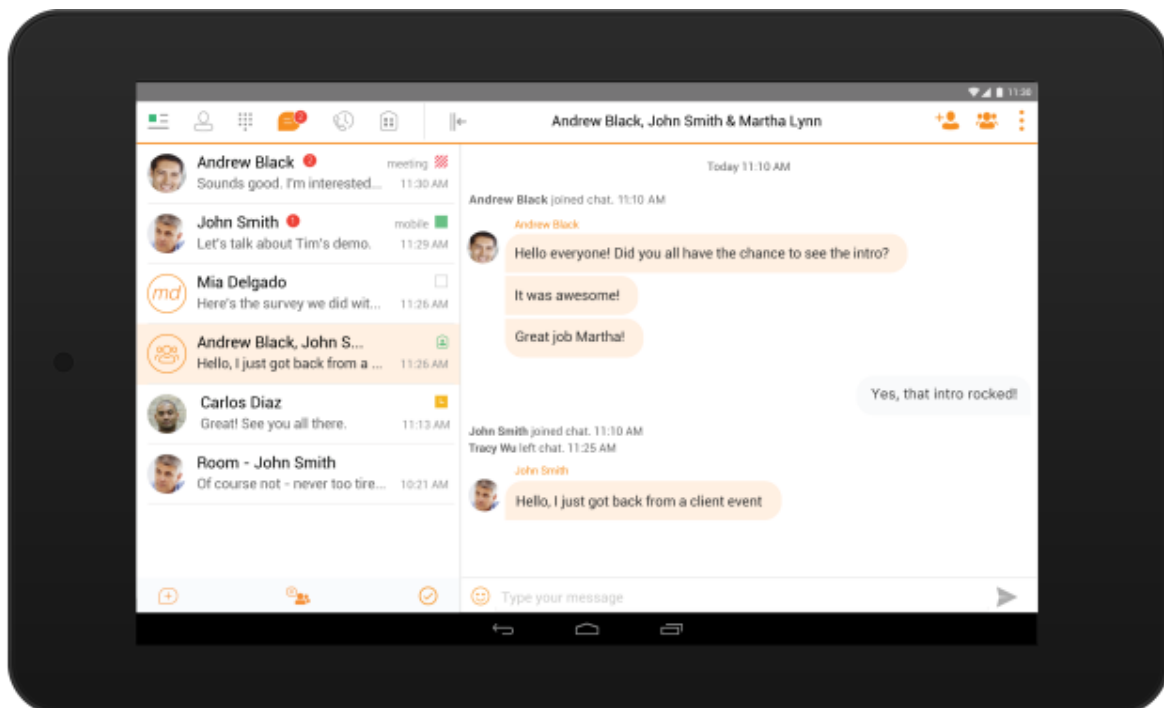 11:30
2
Andrew Black, John Smith & Martha Lynn
Andrew Black 2 meeting
Sounds good. I'm interested... 11:30 AM
John Smith 1 mobile
Let's talk about Tim's demo. 11:29 AM
md
Mia Delgado
Here's the survey we did wit... 11:26 AM
Andrew Black, John S...
Hello, I just got back from a ... 11:26 AM
Carlos Diaz
Great! See you all there. 11:13 AM
Room - John Smith
Of course not - never too tire... 10:21 AM
Today 11:10 AM
Andrew Black joined chat. 11:10 AM
Andrew Black
Hello everyone! Did you all have the chance to see the intro?
It was awesome!
Great job Martha!
Yes, that intro rocked!
John Smith joined chat. 11:10 AM
Tracy Wu left chat. 11:25 AM
John Smith
Hello, I just got back from a client event
Type your message